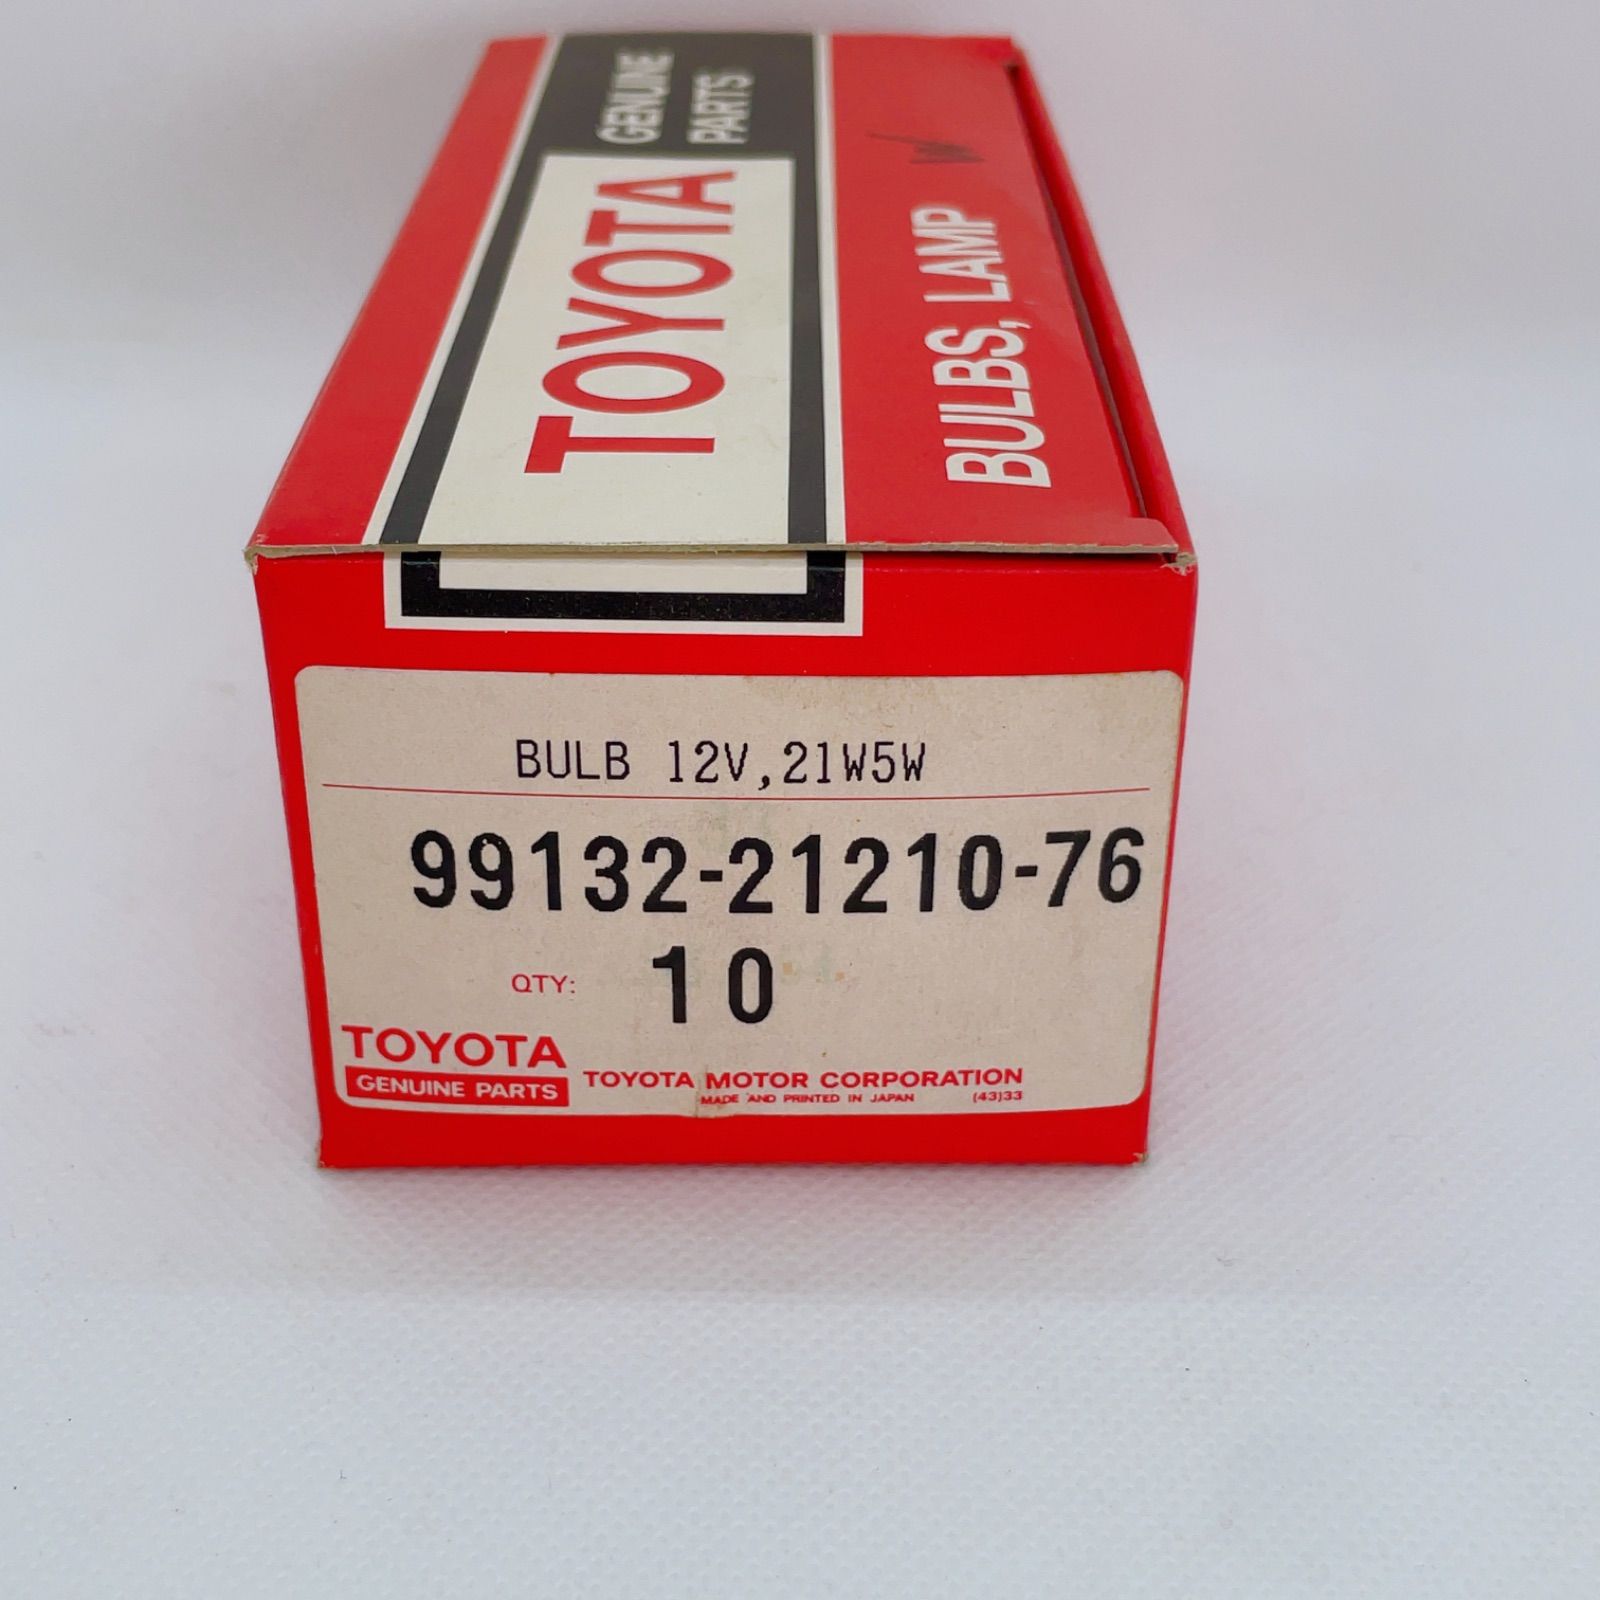 GENUINE
PARTS
TOYOTA
BULBS, LAMP
BULB 12V,21W5W
99132-21210-76
QTY: 10
TOYOTA
GENUINE PARTS
TOYOTA MOTOR CORPORATION
MADE AND PRINTED IN JAPAN (43)33